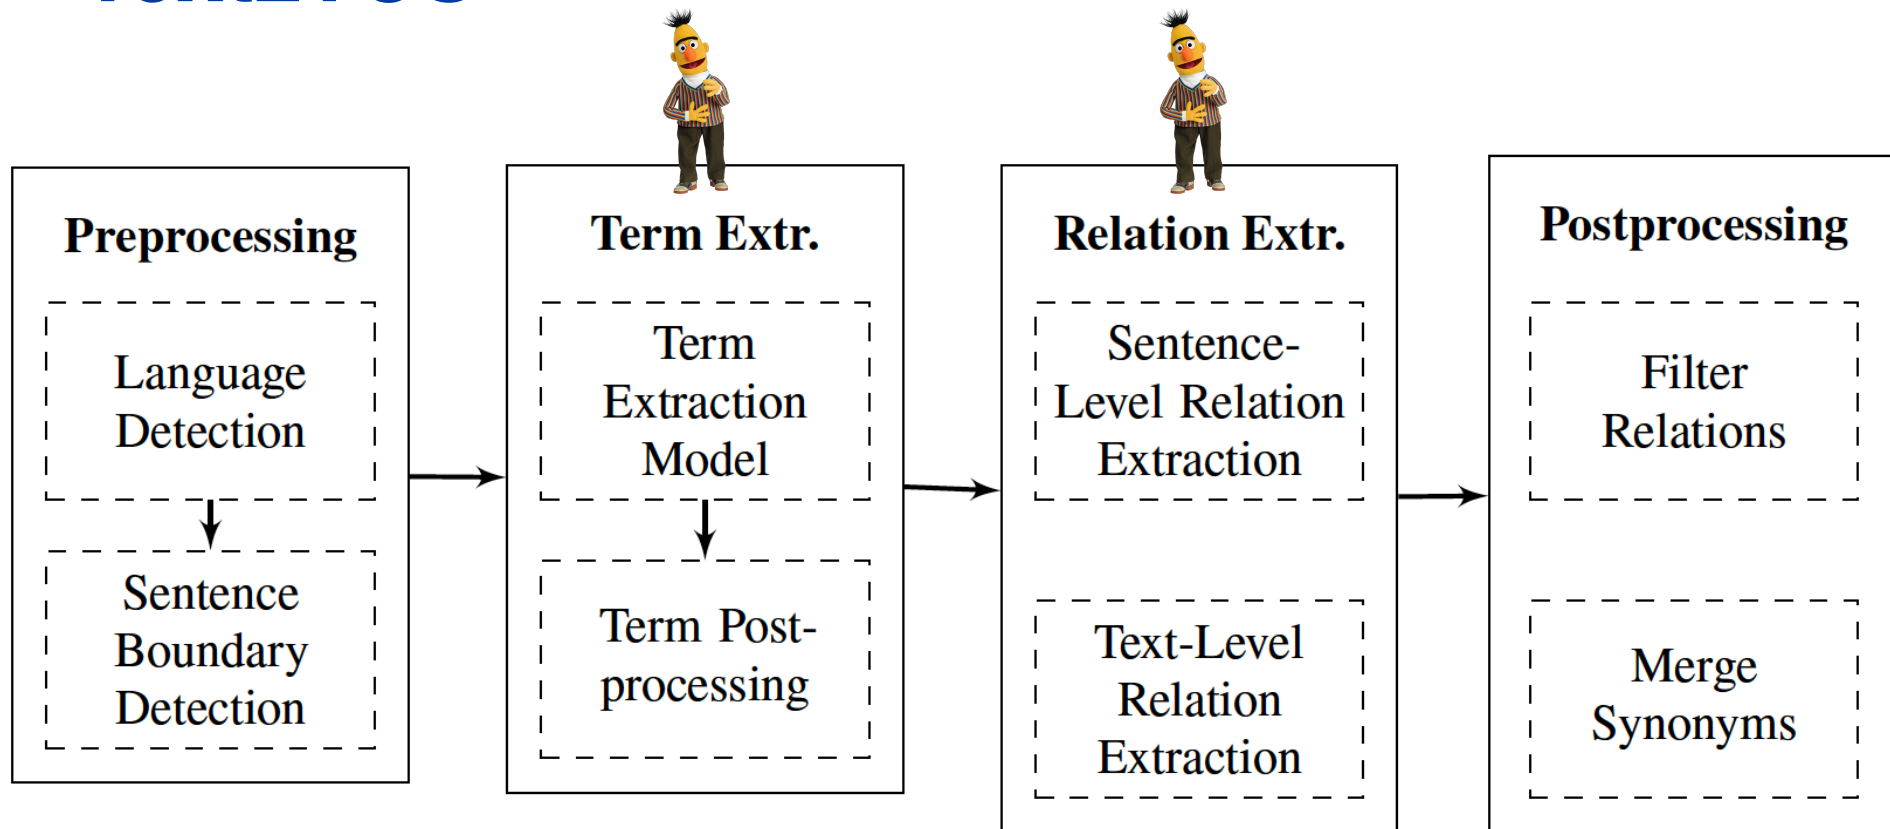 Preprocessing
Language
Detection
Sentence
Boundary
Detection
Term Extr.
Term
Extraction
Model
Term Post-
processing
Relation Extr.
Sentence-
Level Relation
Extraction
Text-Level
Relation
Extraction
Postprocessing
Filter
Relations
Merge
Synonyms